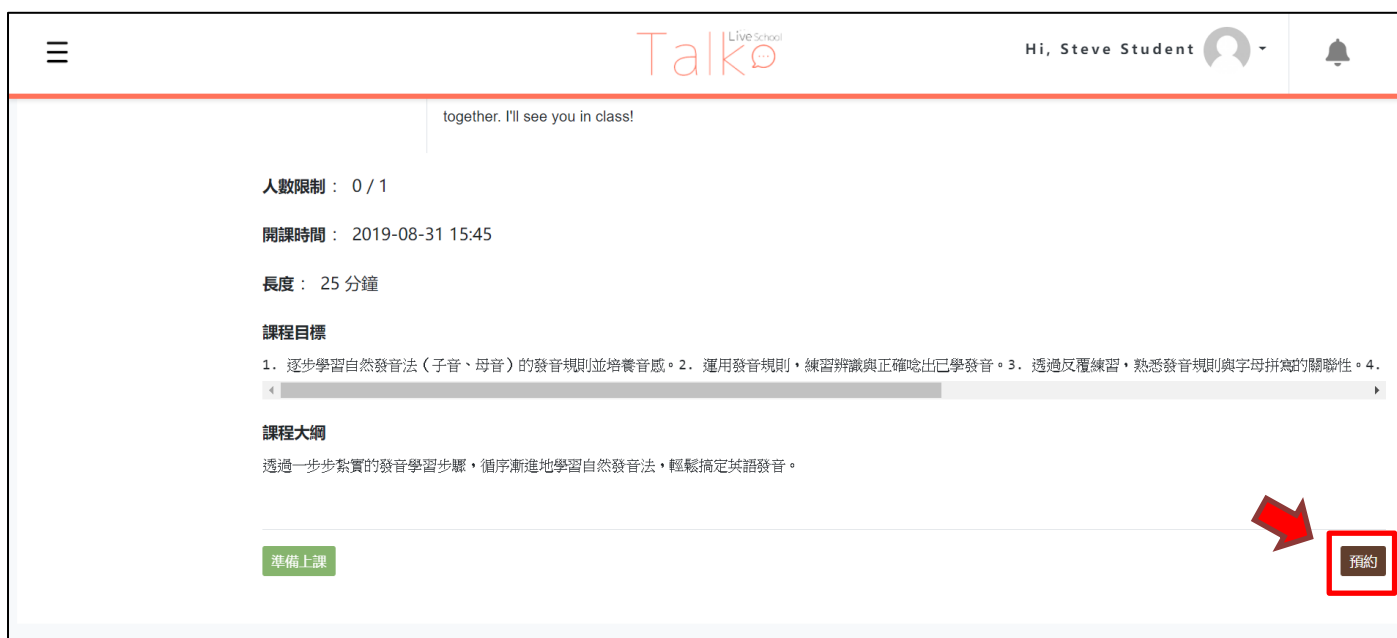 Talko Live School
Hi, Steve Student
together. I'll see you in class!
人數限制： 0 / 1
開課時間： 2019-08-31 15:45
長度： 25 分鐘
課程目標
1. 逐步學習自然發音法（子音、母音）的發音規則並培養音感。2. 運用發音規則，練習辨識與正確唸出已學發音。3. 透過反覆練習，熟悉發音規則與字母拼寫的關聯性。4.
課程大綱
透過一步步紮實的發音學習步驟，循序漸進地學習自然發音法，輕鬆搞定英語發音。
準備上課
預約